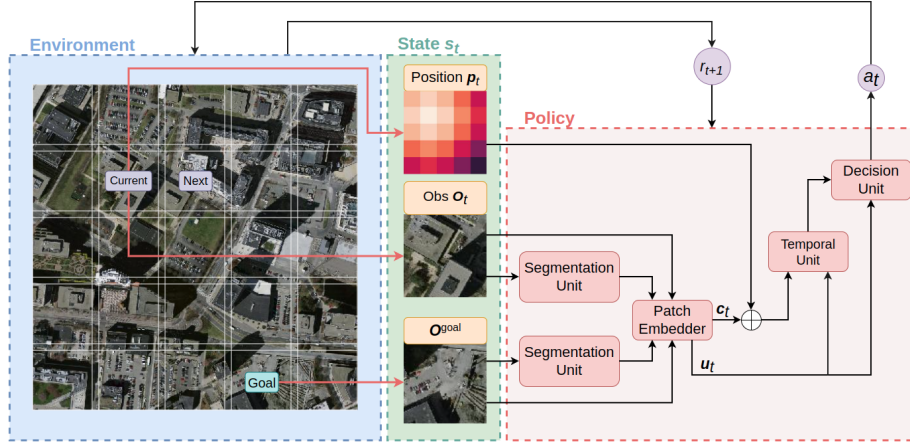 Environment
State s_t
r_{t+1}
a_t
Position p_t
Policy
Current
Next
Obs O_t
Decision
Unit
Temporal
Unit
Segmentation
Unit
Patch
Embedder
c_t
O^goal
Segmentation
Unit
u_t
Goal